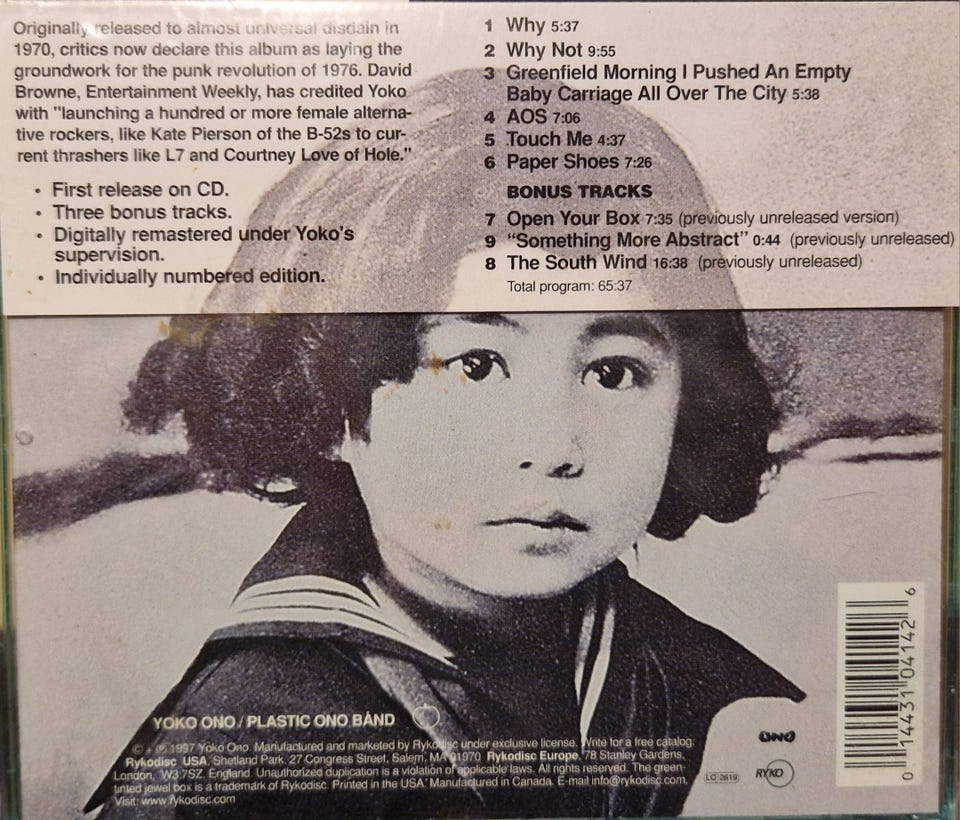 Originally released to almost universal disdain in
1970, critics now declare this album as laying the
groundwork for the punk revolution of 1976. David
Browne, Entertainment Weekly, has credited Yoko
with "launching a hundred or more female alterna-
tive rockers, like Kate Pierson of the B-52s to cur-
rent thrashers like L7 and Courtney Love of Hole."
• First release on CD.
• Three bonus tracks.
• Digitally remastered under Yoko's
supervision.
• Individually numbered edition.
1 Why 5:37
2 Why Not 9:55
3 Greenfield Morning I Pushed An Empty
Baby Carriage All Over The City 5:38
4 AOS 7:06
5 Touch Me 4:37
6 Paper Shoes 7:26
BONUS TRACKS
7 Open Your Box 7:35 (previously unreleased version)
9 “Something More Abstract” 0:44 (previously unreleased)
8 The South Wind 16:38 (previously unreleased)
Total program: 65:37
YOKO ONO / PLASTIC ONO BAND
© + ℗ 1997 Yoko Ono Manufactured and marketed by Rykodisc under exclusive license. Write for a free catalog:
Rykodisc USA, Shetland Park, 27 Congress Street, Salem, MA 01970 Rykodisc Europe, 78 Stanley Gardens,
London, W3 7SZ, England. Unauthorized duplication is a violation of applicable laws. All rights reserved. The green-
tinted jewel box is a trademark of Rykodisc. Printed in the USA. Manufactured in Canada. E-mail info@rykodisc.com.
Visit: www.rykodisc.com
LC 2619
ONO
RYKO
0 14431 04142 6